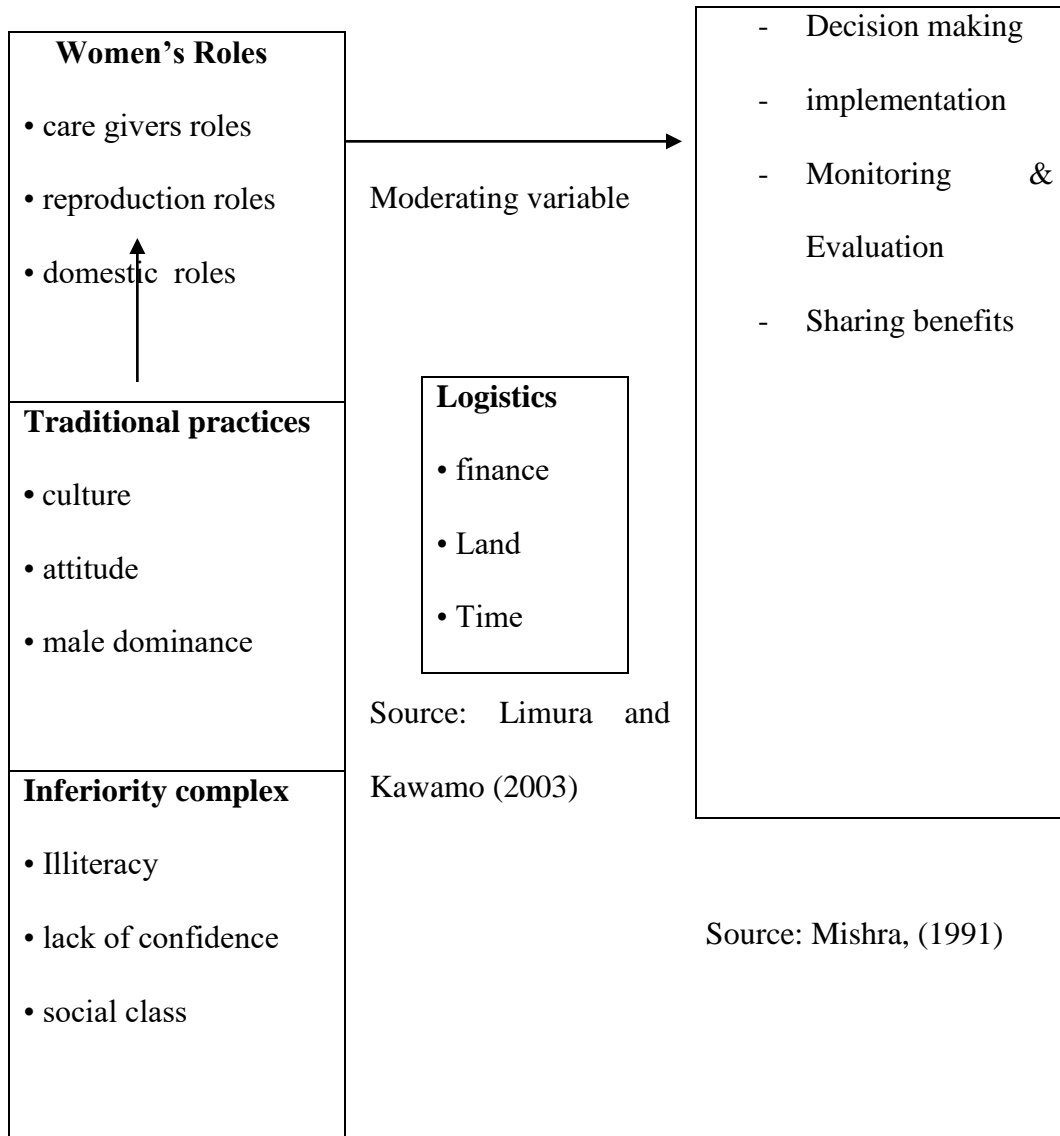 Women's Roles
• care givers roles
• reproduction roles
• domestic roles
Traditional practices
• culture
• attitude
• male dominance
Inferiority complex
• Illiteracy
• lack of confidence
• social class
Moderating variable
Logistics
• finance
• Land
• Time
Source: Limura and
Kawamo (2003)
- Decision making
- implementation
- Monitoring &
Evaluation
- Sharing benefits
Source: Mishra, (1991)